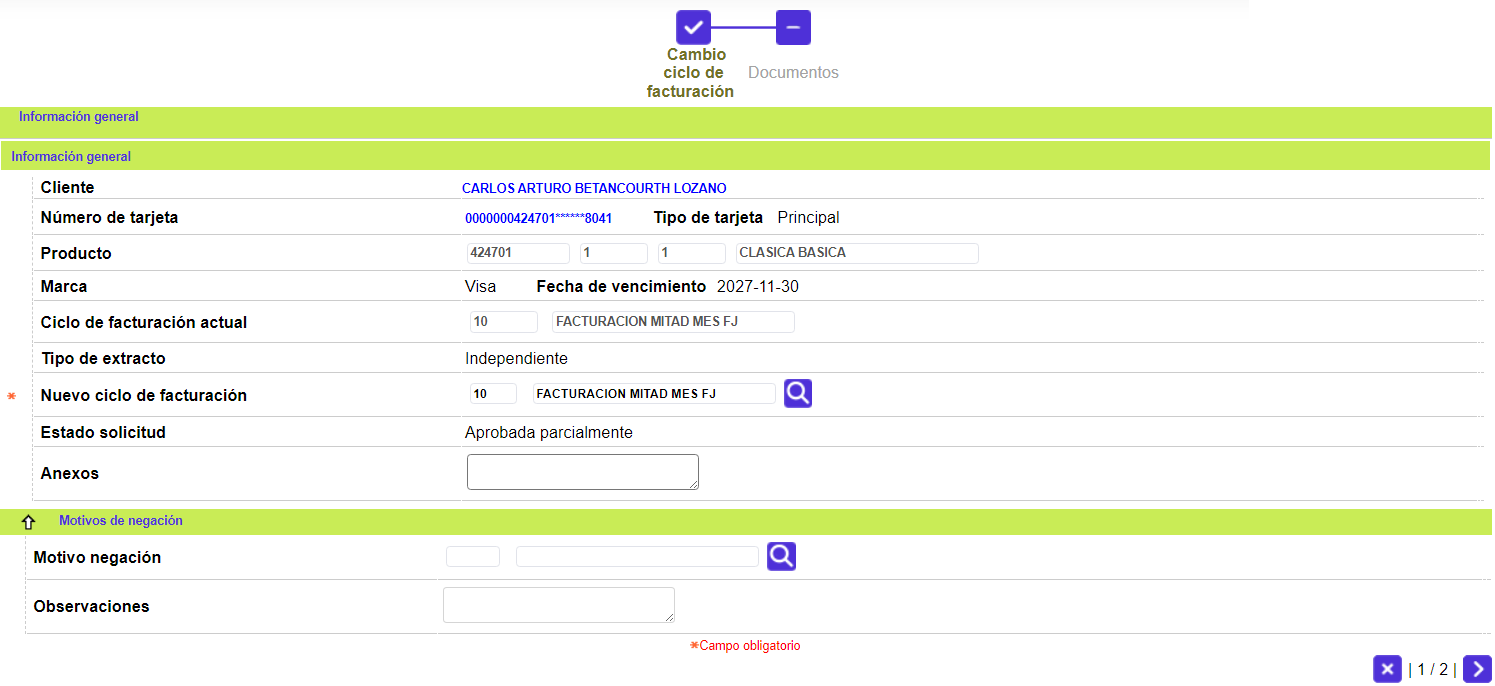 Cambio
ciclo de
facturación
Documentos
Información general
Información general
Cliente CARLOS ARTURO BETANCOURTH LOZANO
Número de tarjeta 0000000424701******8041 Tipo de tarjeta Principal
Producto 424701 1 1 CLASICA BASICA
Marca Visa Fecha de vencimiento 2027-11-30
Ciclo de facturación actual 10 FACTURACION MITAD MES FJ
Tipo de extracto Independiente
* Nuevo ciclo de facturación 10 FACTURACION MITAD MES FJ
Estado solicitud Aprobada parcialmente
Anexos
Motivos de negación
Motivo negación
Observaciones
*Campo obligatorio
| 1 / 2 |